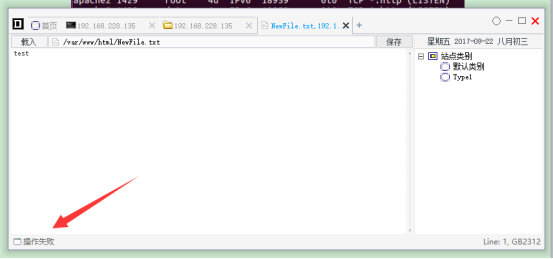 apache2 1429 root 4u IPv6 18939 0t0 TCP *:http (LISTEN)
首页 192.168.228.135 192.168.228.135 NewFile.txt,192.1. +
载入 /var/www/html/NewFile.txt 保存 星期五 2017-09-22 八月初三
test
站点类别
默认类别
Type1
操作失败 Line: 1, GB2312